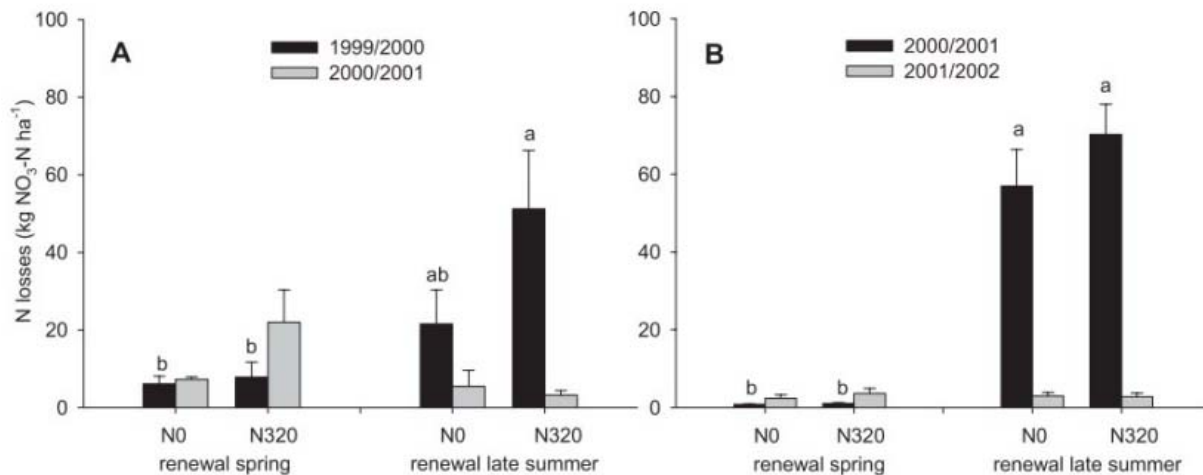 N losses (kg NO₃-N ha⁻¹)
100
80
60
40
20
0
A
1999/2000
2000/2001
b
b
ab
a
N0
N320
N0
N320
renewal spring
renewal late summer
100
80
60
40
20
0
B
2000/2001
2001/2002
b
b
a
a
N0
N320
N0
N320
renewal spring
renewal late summer